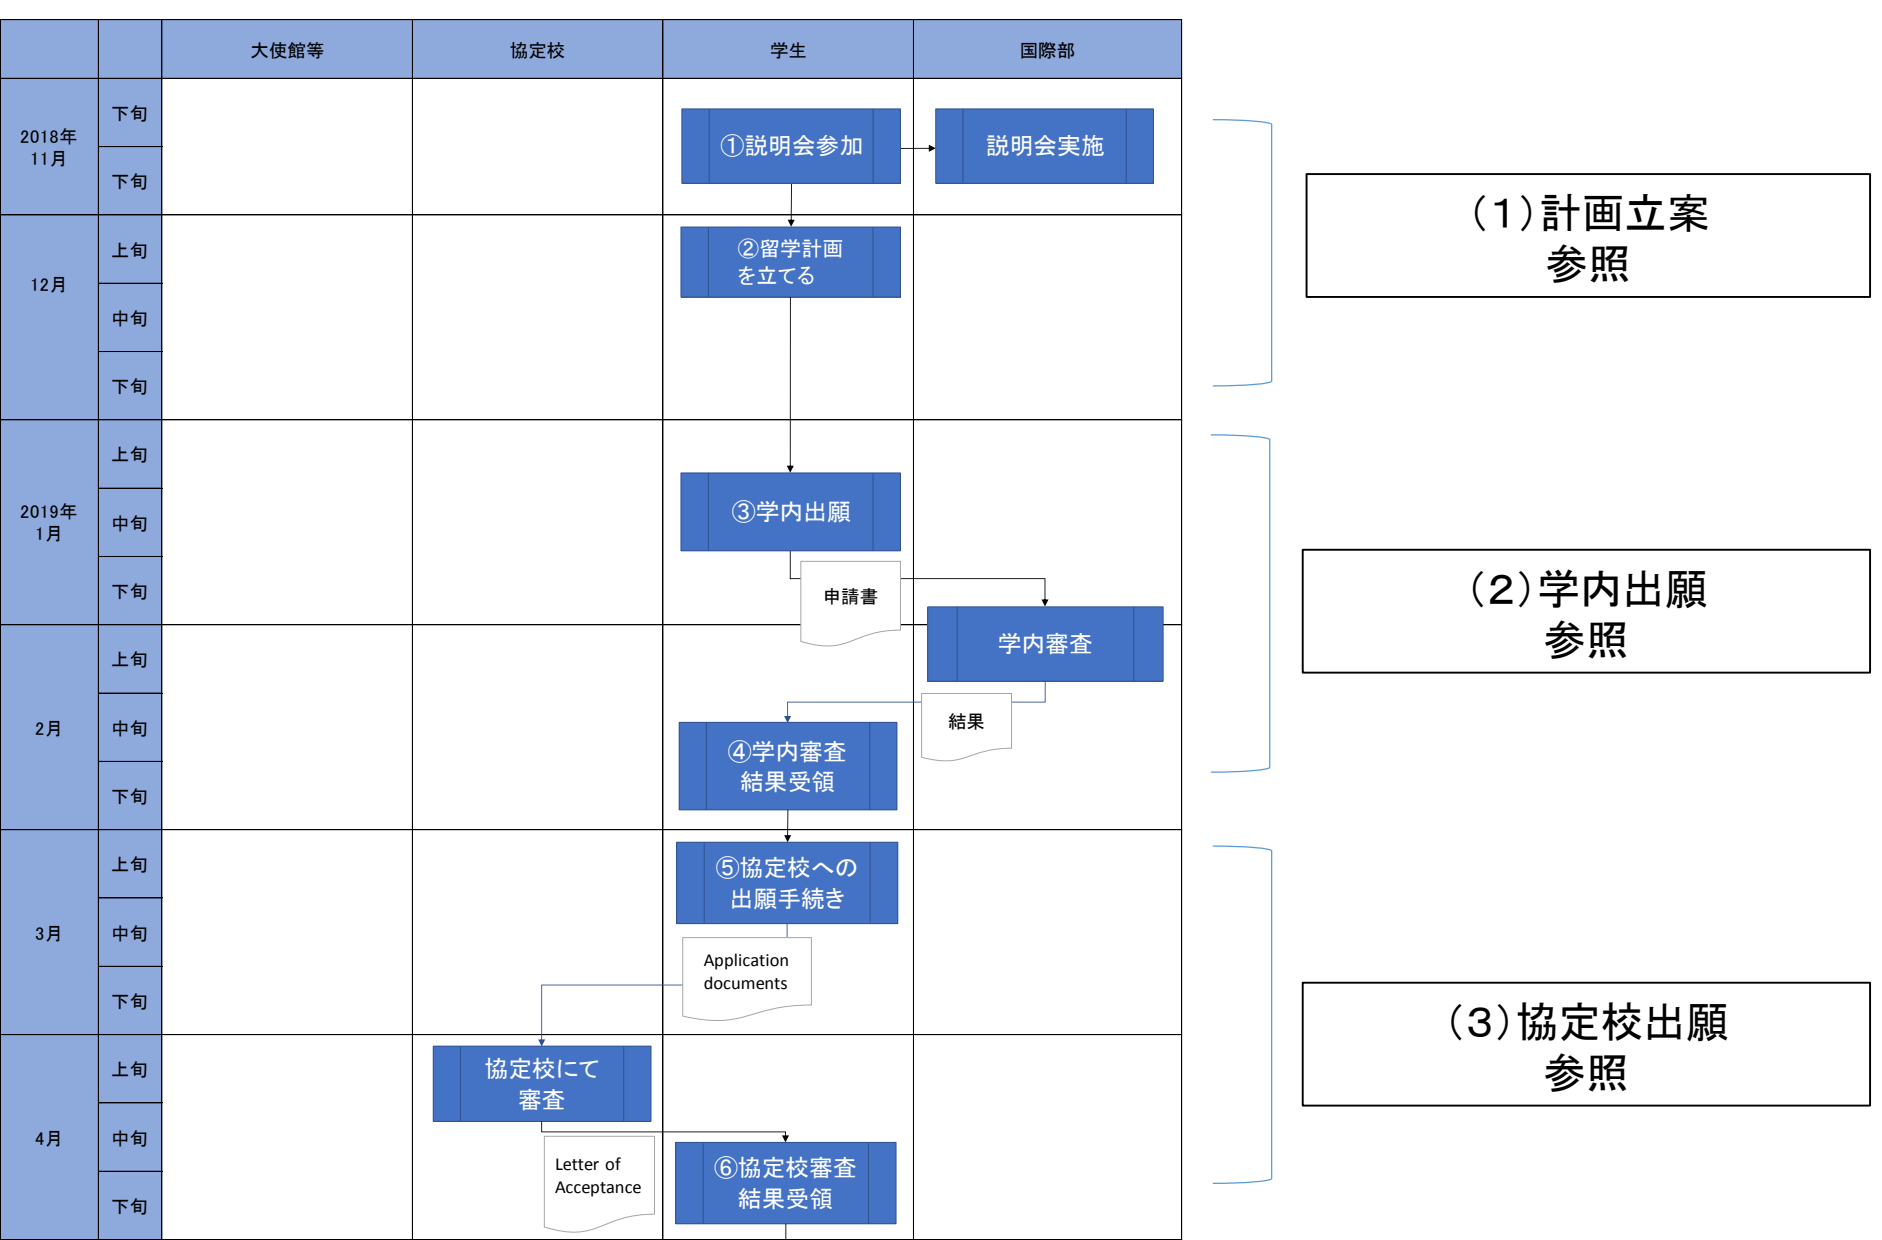 大使館等
協定校
学生
国際部
2018年
11月
下旬
下旬
①説明会参加
説明会実施
12月
上旬
中旬
下旬
②留学計画
を立てる
(1)計画立案
参照
2019年
1月
上旬
中旬
下旬
③学内出願
申請書
学内審査
(2)学内出願
参照
2月
上旬
中旬
下旬
結果
④学内審査
結果受領
3月
上旬
中旬
下旬
⑤協定校への
出願手続き
Application
documents
(3)協定校出願
参照
4月
上旬
中旬
下旬
協定校にて
審査
Letter of
Acceptance
⑥協定校審査
結果受領